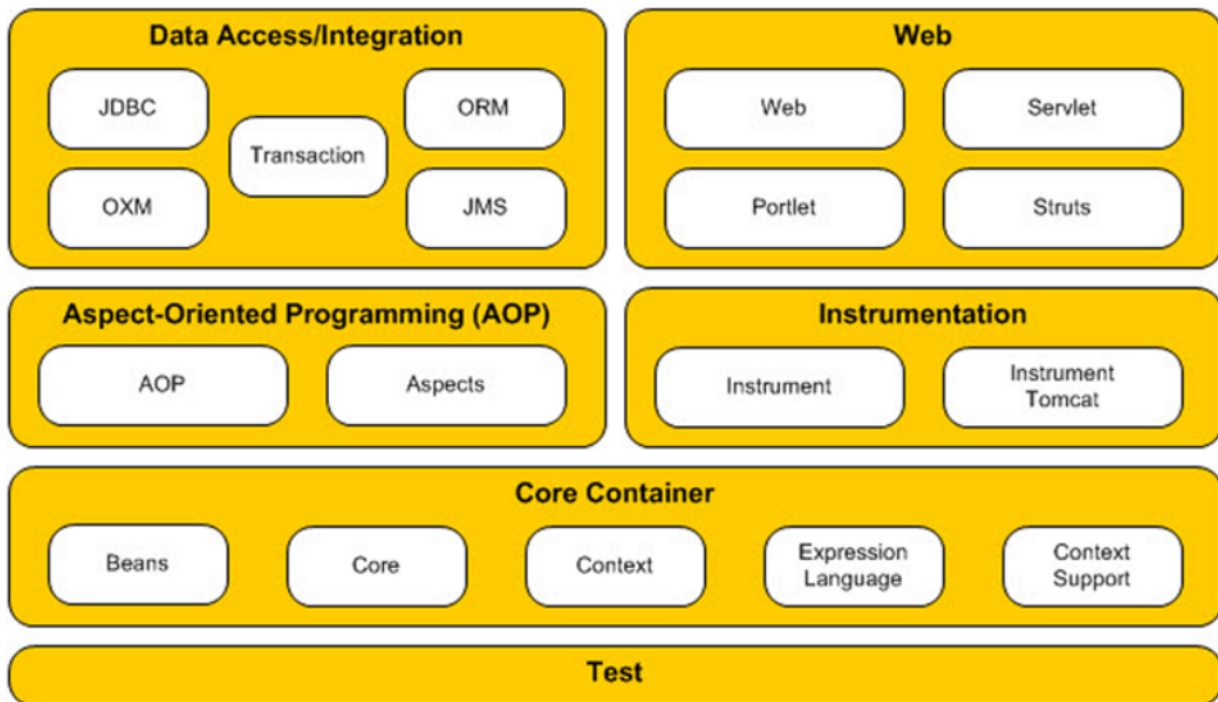 Data Access/Integration
JDBC
ORM
Transaction
OXM
JMS
Web
Web
Servlet
Portlet
Struts
Aspect-Oriented Programming (AOP)
AOP
Aspects
Instrumentation
Instrument
Instrument
Tomcat
Core Container
Beans
Core
Context
Expression
Language
Context
Support
Test